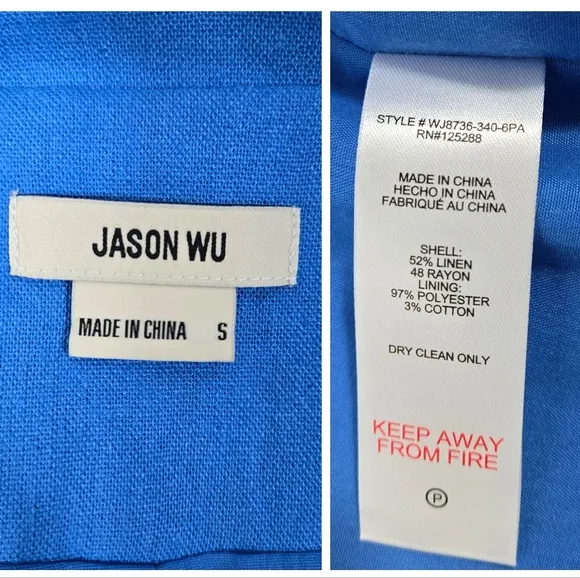 JASON WU
MADE IN CHINA S
STYLE # WJ8736-340-6PA
RN#125288
MADE IN CHINA
HECHO IN CHINA
FABRIQUÉ AU CHINA
SHELL:
52% LINEN
48 RAYON
LINING:
97% POLYESTER
3% COTTON
DRY CLEAN ONLY
KEEP AWAY
FROM FIRE
P